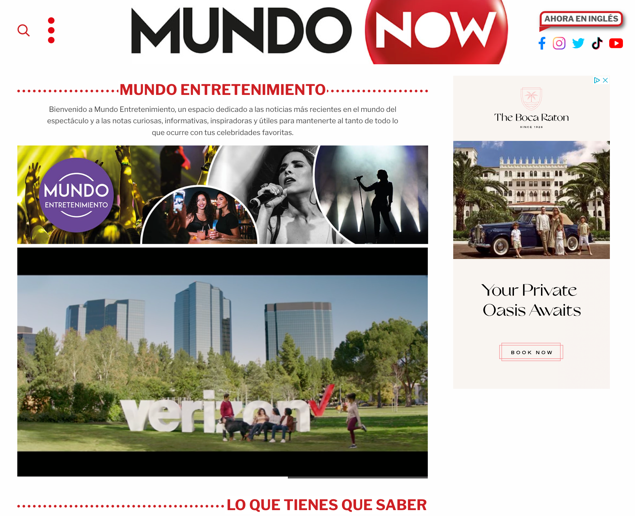 MUNDO NOW
AHORA EN INGLÉS
MUNDO ENTRETENIMIENTO
Bienvenido a Mundo Entretenimiento, un espacio dedicado a las noticias más recientes en el mundo del
espectáculo y a las notas curiosas, informativas, inspiradoras y útiles para mantenerte al tanto de todo lo
que ocurre con tus celebridades favoritas.
MUNDO
ENTRETENIMIENTO
verizon
The Boca Raton
SINCE 1926
Your Private
Oasis Awaits
BOOK NOW
LO QUE TIENES QUE SABER